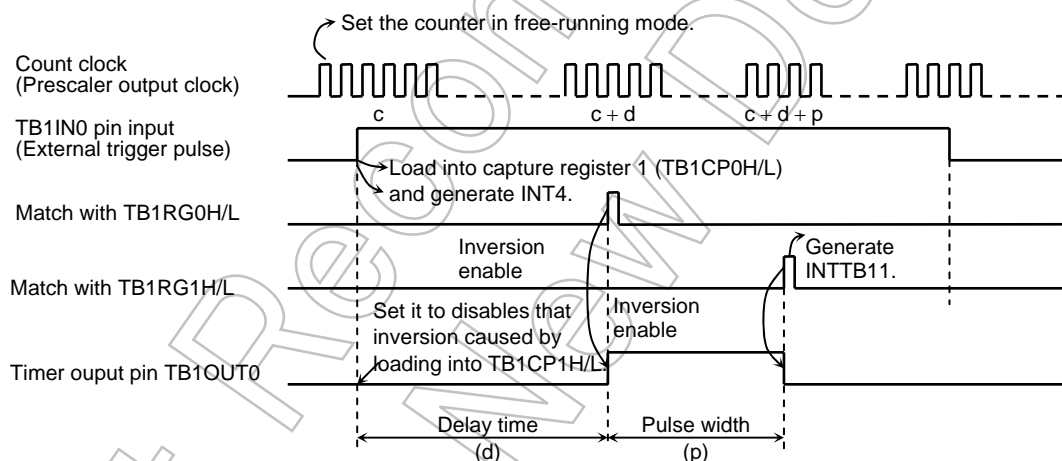 Set the counter in free-running mode.
Count clock
(Prescaler output clock)
c
c + d
c + d + p
TB1IN0 pin input
(External trigger pulse)
Load into capture register 1 (TB1CP0H/L)
and generate INT4.
Match with TB1RG0H/L
Inversion
enable
Generate
INTTB11.
Match with TB1RG1H/L
Set it to disables that
inversion caused by
loading into TB1CP1H/L.
Inversion
enable
Timer ouput pin TB1OUT0
Delay time
(d)
Pulse width
(p)